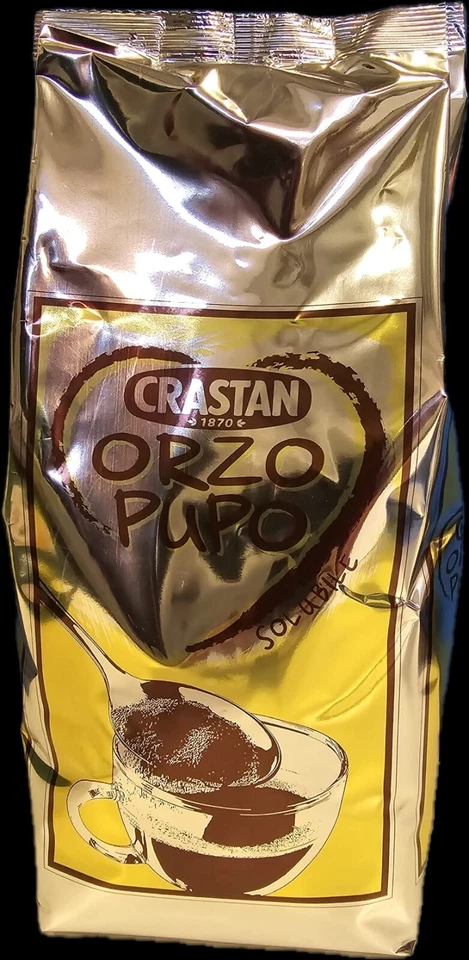 CRASTAN
1870
ORZO
PUPO
SOLUBILE